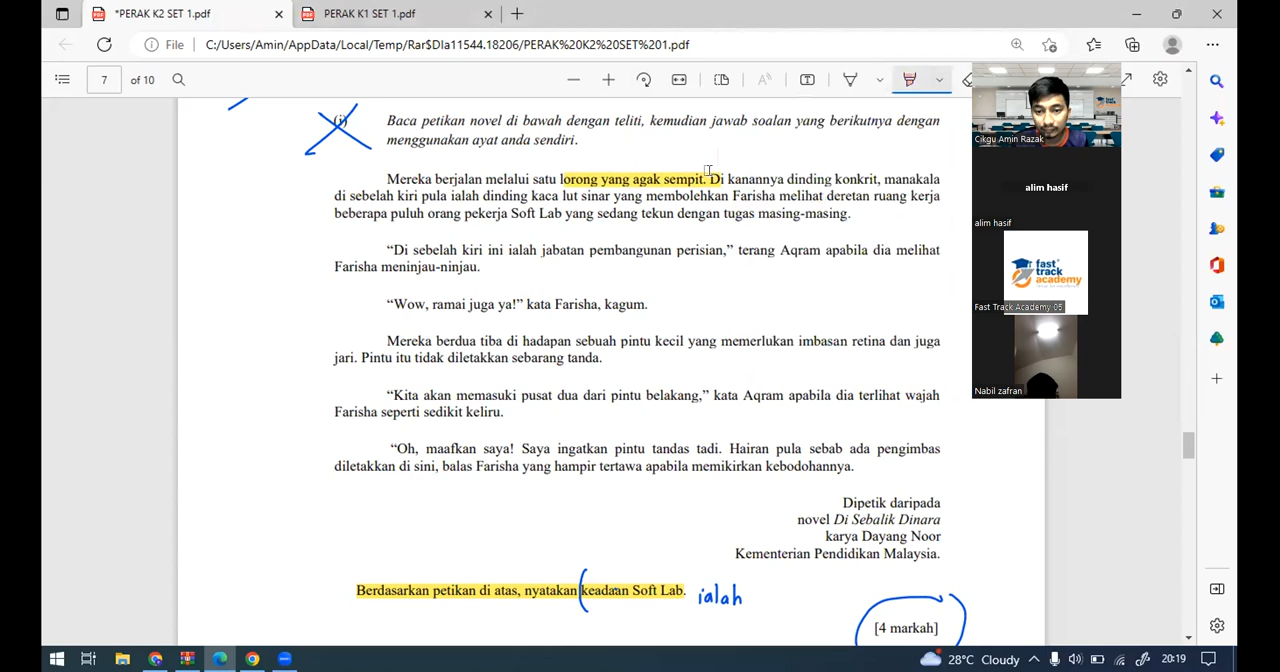 *PERAK K2 SET 1.pdf
PERAK K1 SET 1.pdf
File
C:/Users/Amin/AppData/Local/Temp/Rar$DIa11544.18206/PERAK%20K2%20SET%201.pdf
7
of 10
(i)
Baca petikan novel di bawah dengan teliti, kemudian jawab soalan yang berikutnya dengan
menggunakan ayat anda sendiri.
Mereka berjalan melalui satu lorong yang agak sempit. Di kanannya dinding konkrit, manakala
di sebelah kiri pula ialah dinding kaca lut sinar yang membolehkan Farisha melihat deretan ruang kerja
beberapa puluh orang pekerja Soft Lab yang sedang tekun dengan tugas masing-masing.
“Di sebelah kiri ini ialah jabatan pembangunan perisian,” terang Aqram apabila dia melihat
Farisha meninjau-ninjau.
“Wow, ramai juga ya!” kata Farisha, kagum.
Mereka berdua tiba di hadapan sebuah pintu kecil yang memerlukan imbasan retina dan juga
jari. Pintu itu tidak diletakkan sebarang tanda.
“Kita akan memasuki pusat dua dari pintu belakang,” kata Aqram apabila dia terlihat wajah
Farisha seperti sedikit keliru.
“Oh, maafkan saya! Saya ingatkan pintu tandas tadi. Hairan pula sebab ada pengimbas
diletakkan di sini, balas Farisha yang hampir tertawa apabila memikirkan kebodohannya.
Dipetik daripada
novel Di Sebalik Dinara
karya Dayang Noor
Kementerian Pendidikan Malaysia.
Berdasarkan petikan di atas, nyatakan keadaan Soft Lab.
ialah
[4 markah]
Cikgu Amin Razak
alim hasif
alim hasif
fast
track
academy
Fast Track Academy 05
Nabil zafran
28°C Cloudy
20:19